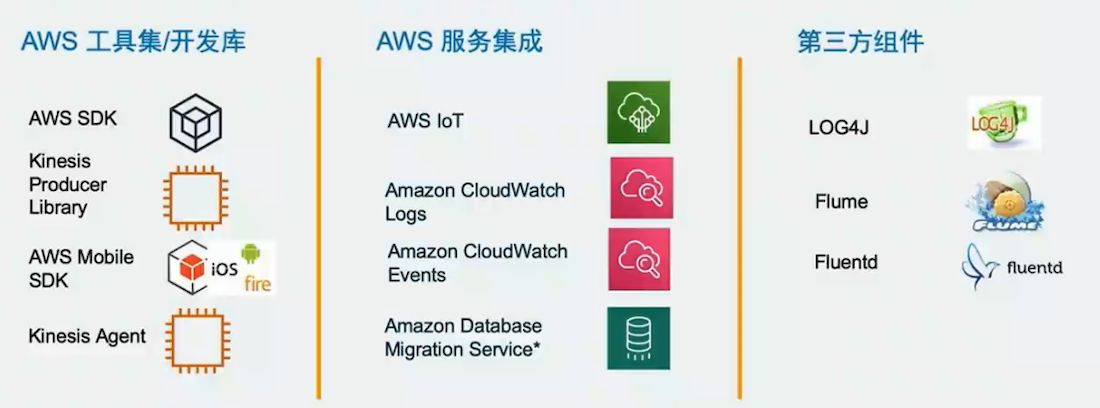 AWS 工具集/开发库
AWS SDK
Kinesis
Producer
Library
AWS Mobile
SDK
iOS
fire
Kinesis Agent
AWS 服务集成
AWS IoT
Amazon CloudWatch
Logs
Amazon CloudWatch
Events
Amazon Database
Migration Service*
第三方组件
LOG4J
LOG4J
Flume
FLUME
Fluentd
fluentd